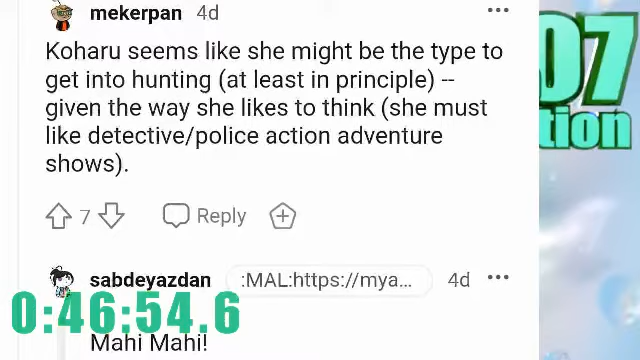 mekerpan 4d
Koharu seems like she might be the type to
get into hunting (at least in principle) --
given the way she likes to think (she must
like detective/police action adventure
shows).
7 Reply
sabdeyazdan :MAL:https://mya... 4d
0:46:54.6
Mahi Mahi!
07
tion